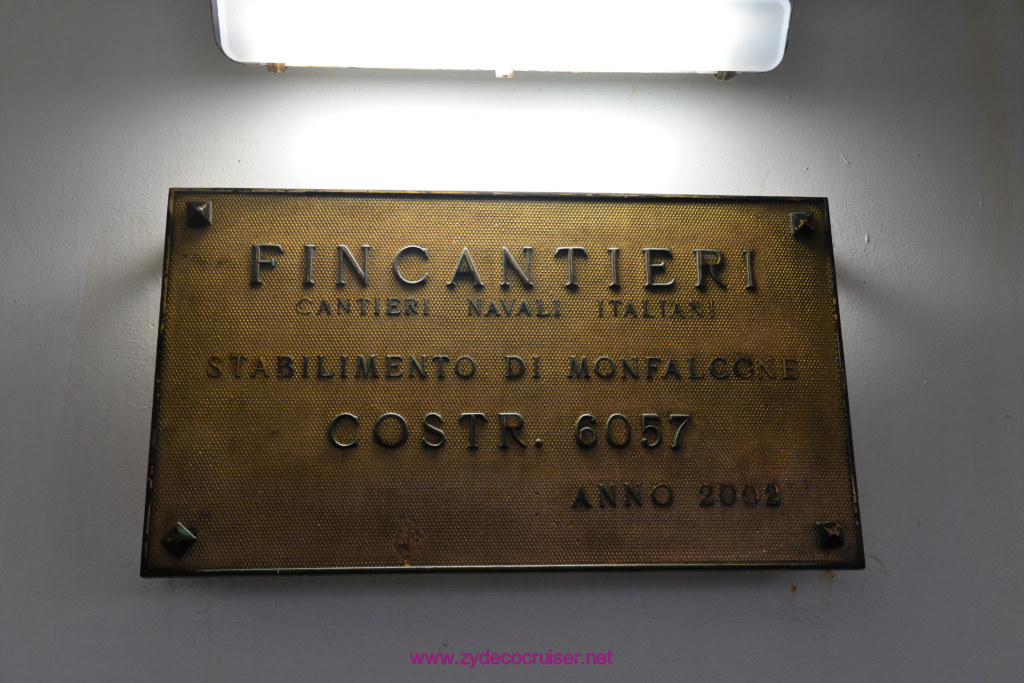 FINCANTIERI
CANTIERI NAVALI ITALIANI
STABILIMENTO DI MONFALCONE
COSTR. 6057
ANNO 2002
www.zydecocruiser.net